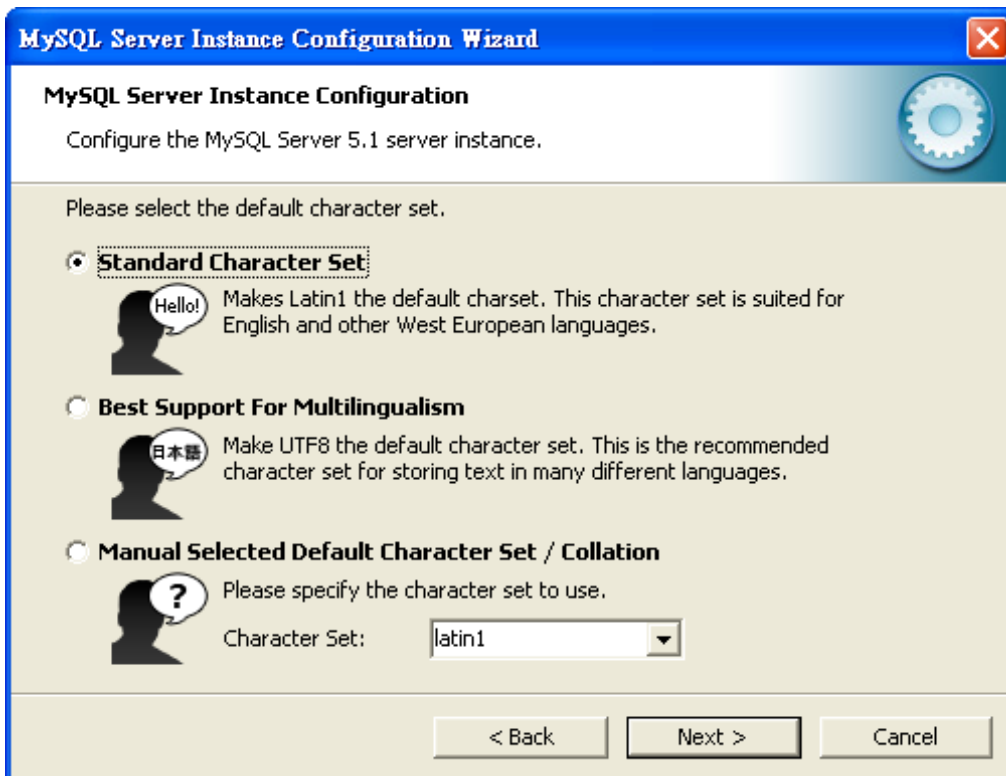 MySQL Server Instance Configuration Wizard
MySQL Server Instance Configuration
Configure the MySQL Server 5.1 server instance.
Please select the default character set.
Standard Character Set
Hello!
Makes Latin1 the default charset. This character set is suited for
English and other West European languages.
Best Support For Multilingualism
日本語
Make UTF8 the default character set. This is the recommended
character set for storing text in many different languages.
Manual Selected Default Character Set / Collation
?
Please specify the character set to use.
Character Set: latin1
< Back Next > Cancel